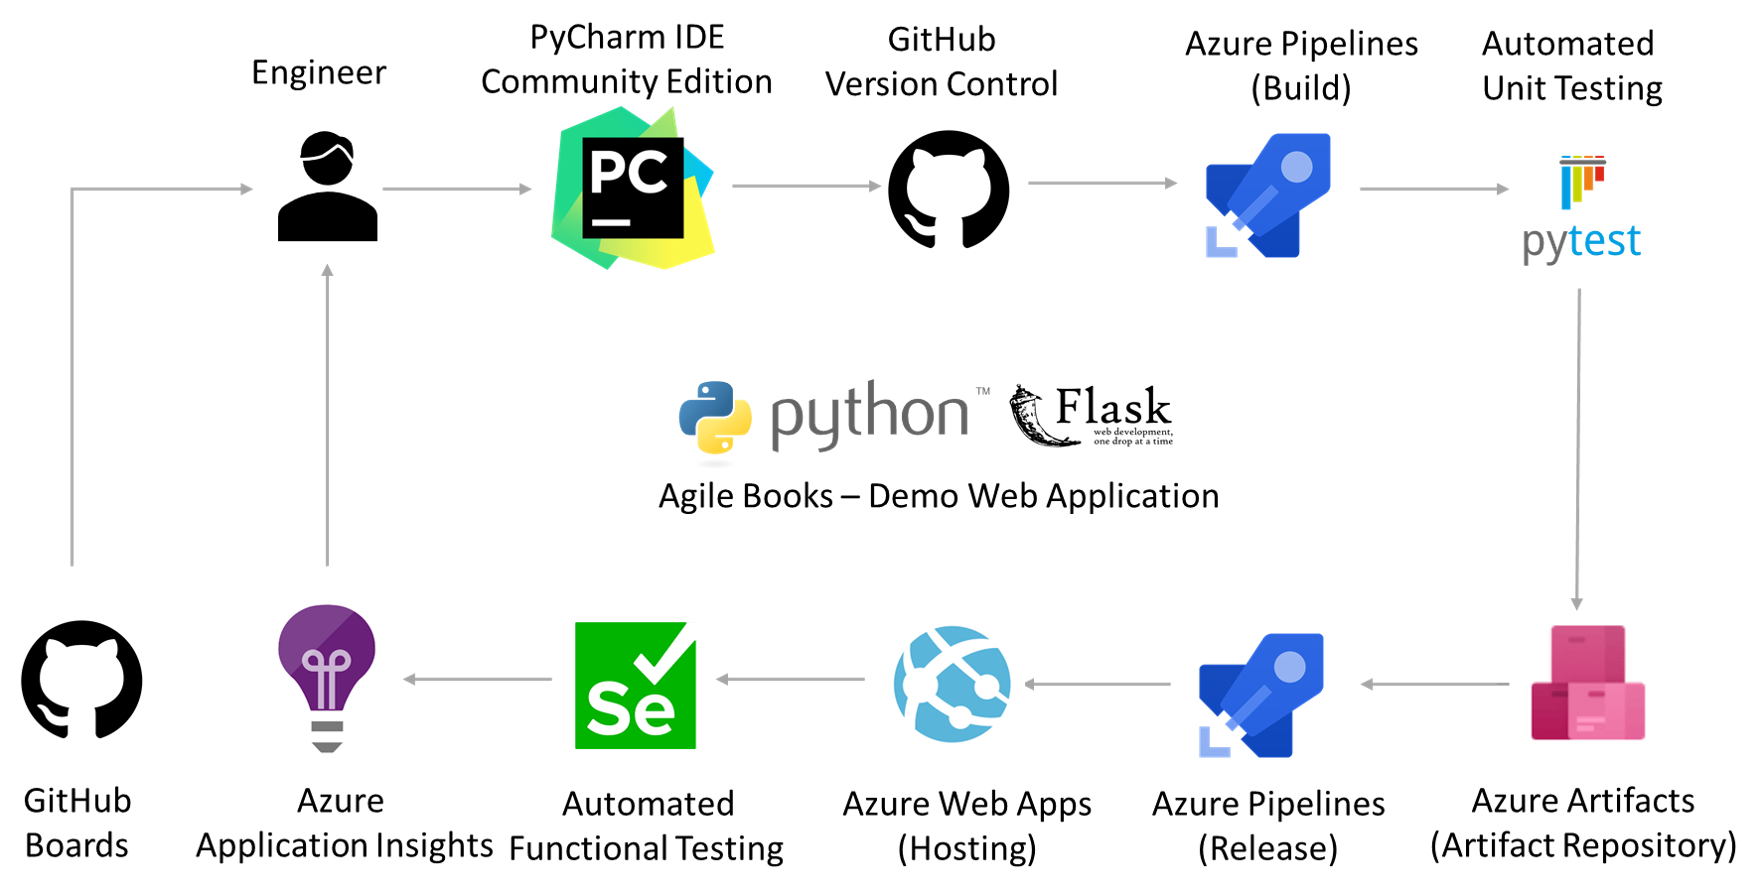 Engineer
PyCharm IDE
Community Edition
GitHub
Version Control
Azure Pipelines
(Build)
Automated
Unit Testing
PC
pytest
python™
Flask
web development,
one drop at a time
Agile Books – Demo Web Application
Se
GitHub
Boards
Azure
Application Insights
Automated
Functional Testing
Azure Web Apps
(Hosting)
Azure Pipelines
(Release)
Azure Artifacts
(Artifact Repository)